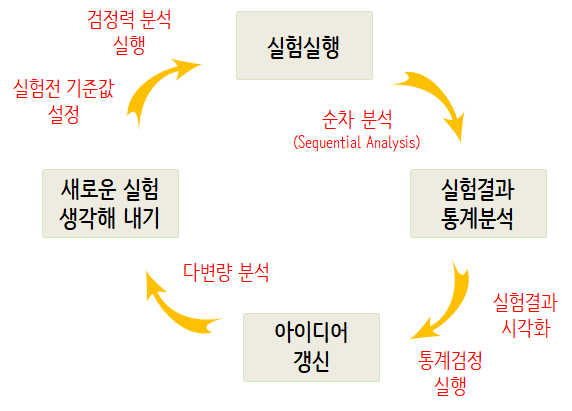 검정력 분석
실행
실험실행
실험전 기준값
설정
순차 분석
(Sequential Analysis)
새로운 실험
생각해 내기
실험결과
통계분석
다변량 분석
실험결과
시각화
아이디어
갱신
통계검정
실행